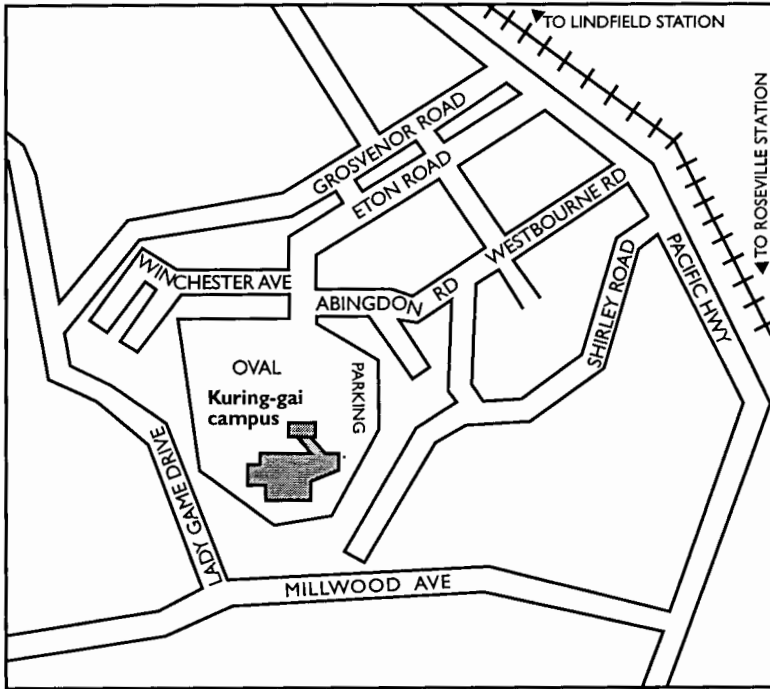 TO LINDFIELD STATION
TO ROSEVILLE STATION
GROSVENOR ROAD
ETON ROAD
WESTBOURNE RD
WINCHESTER AVE
ABINGDON RD
SHIRLEY ROAD
PACIFIC HWY
OVAL
PARKING
Kuring-gai
campus
LADY GAME DRIVE
MILLWOOD AVE